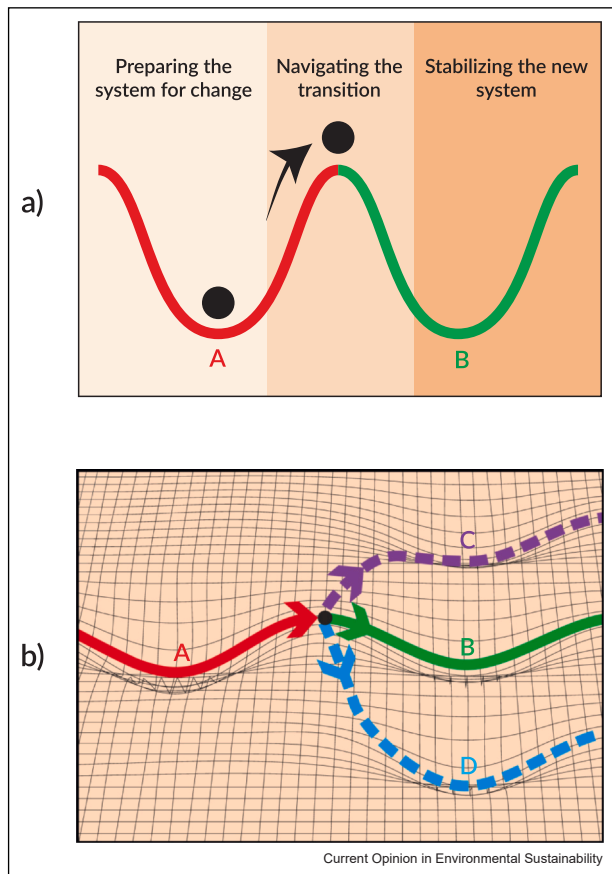 a)
Preparing the
system for change
Navigating the
transition
Stabilizing the new
system
A
B
b)
A
C
B
D
Current Opinion in Environmental Sustainability